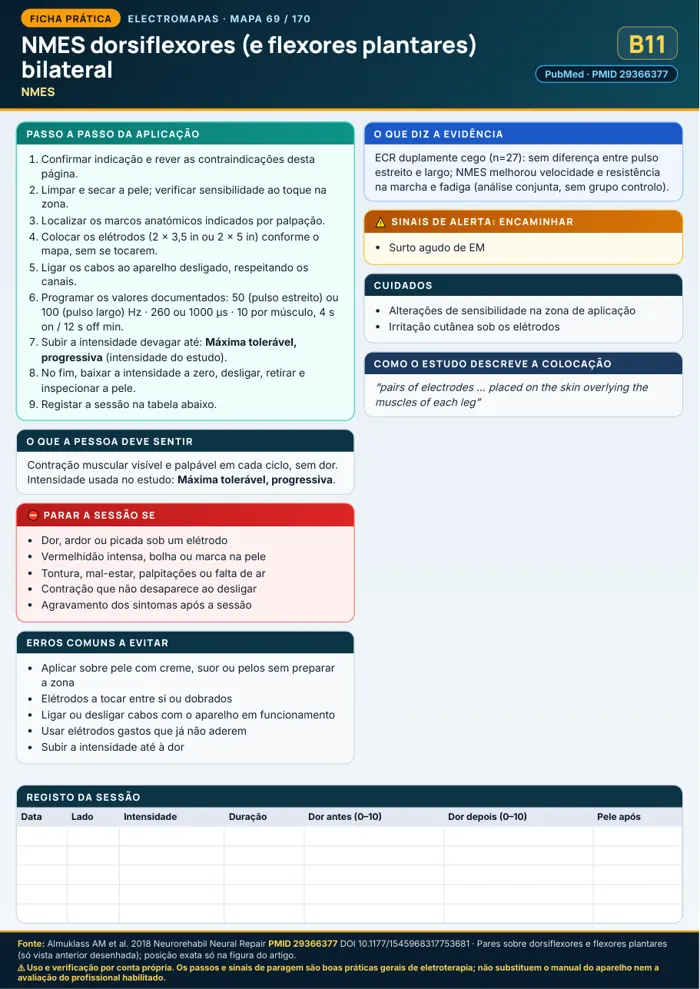 FICHA PRÁTICA ELECTROMAPAS · MAPA 69 / 170
NMES dorsiflexores (e flexores plantares)
bilateral
NMES
B11
PubMed · PMID 29366377
PASSO A PASSO DA APLICAÇÃO
1. Confirmar indicação e rever as contraindicações desta
página.
2. Limpar e secar a pele; verificar sensibilidade ao toque na
zona.
3. Localizar os marcos anatómicos indicados por palpação.
4. Colocar os elétrodos (2 × 3,5 in ou 2 × 5 in) conforme o
mapa, sem se tocarem.
5. Ligar os cabos ao aparelho desligado, respeitando os
canais.
6. Programar os valores documentados: 50 (pulso estreito) ou
100 (pulso largo) Hz · 260 ou 1000 µs · 10 por músculo, 4 s
on / 12 s off min.
7. Subir a intensidade devagar até: Máxima tolerável,
progressiva (intensidade do estudo).
8. No fim, baixar a intensidade a zero, desligar, retirar e
inspecionar a pele.
9. Registar a sessão na tabela abaixo.
O QUE A PESSOA DEVE SENTIR
Contração muscular visível e palpável em cada ciclo, sem dor.
Intensidade usada no estudo: Máxima tolerável, progressiva.
PARAR A SESSÃO SE
• Dor, ardor ou picada sob um elétrodo
• Vermelhidão intensa, bolha ou marca na pele
• Tontura, mal-estar, palpitações ou falta de ar
• Contração que não desaparece ao desligar
• Agravamento dos sintomas após a sessão
ERROS COMUNS A EVITAR
• Aplicar sobre pele com creme, suor ou pelos sem preparar
a zona
• Elétrodos a tocar entre si ou dobrados
• Ligar ou desligar cabos com o aparelho em funcionamento
• Usar elétrodos gastos que já não aderem
• Subir a intensidade até à dor
O QUE DIZ A EVIDÊNCIA
ECR duplamente cego (n=27): sem diferença entre pulso
estreito e largo; NMES melhorou velocidade e resistência
na marcha e fadiga (análise conjunta, sem grupo controlo).
⚠ SINAIS DE ALERTA: ENCAMINHAR
• Surto agudo de EM
CUIDADOS
• Alterações de sensibilidade na zona de aplicação
• Irritação cutânea sob os elétrodos
COMO O ESTUDO DESCREVE A COLOCAÇÃO
“pairs of electrodes ... placed on the skin overlying the
muscles of each leg”
REGISTO DA SESSÃO
Data Lado Intensidade Duração Dor antes (0–10) Dor depois (0–10) Pele após
Fonte: Almuklass AM et al. 2018 Neurorehabil Neural Repair PMID 29366377 DOI 10.1177/1545968317753681 · Pares sobre dorsiflexores e flexores plantares
(só vista anterior desenhada); posição exata só na figura do artigo.
⚠ Uso e verificação por conta própria. Os passos e sinais de paragem são boas práticas gerais de eletroterapia; não substituem o manual do aparelho nem a
avaliação do profissional habilitado.